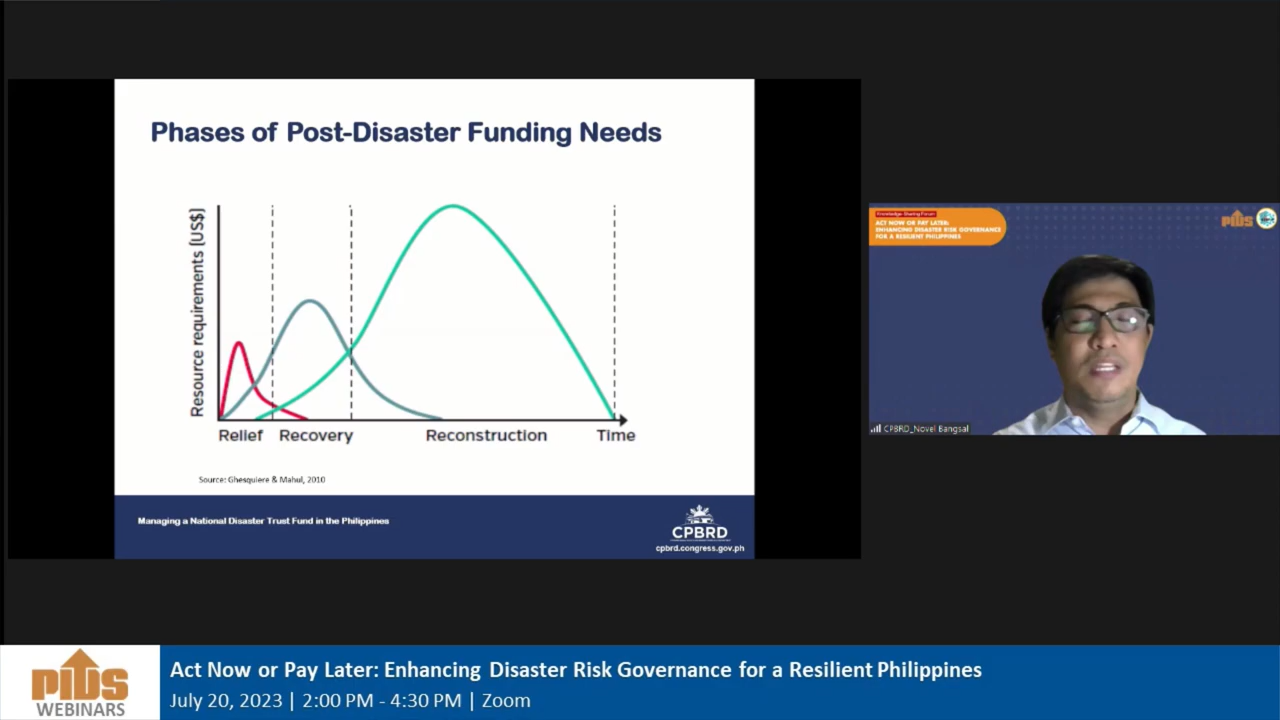 Phases of Post-Disaster Funding Needs
Resource requirements (US$)
Relief Recovery Reconstruction Time
Source: Ghesquiere & Mahul, 2010
Managing a National Disaster Trust Fund in the Philippines
CPBRD
cpbrd.congress.gov.ph
Knowledge-Sharing Forum
ACT NOW OR PAY LATER:
ENHANCING DISASTER RISK GOVERNANCE
FOR A RESILIENT PHILIPPINES
PIDS
CPBRD_Novel Bangsal
PIDS
WEBINARS
Act Now or Pay Later: Enhancing Disaster Risk Governance for a Resilient Philippines
July 20, 2023 | 2:00 PM - 4:30 PM | Zoom